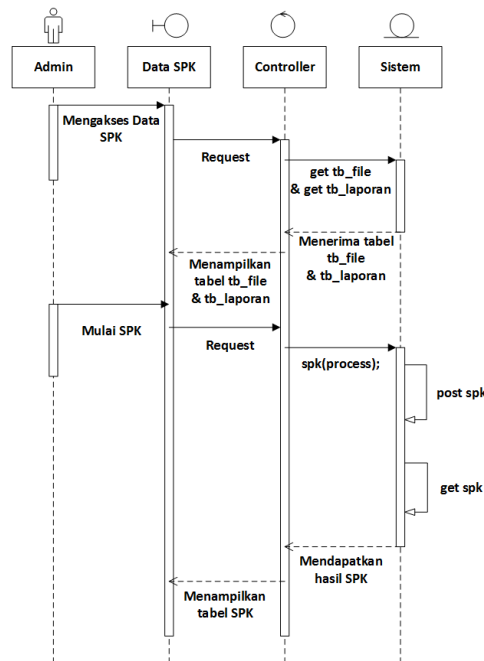 Admin
Data SPK
Controller
Sistem
Mengakses Data
SPK
Request
get tb_file
& get tb_laporan
Menerima tabel
tb_file
& tb_laporan
Menampilkan
tabel tb_file
& tb_laporan
Mulai SPK
Request
spk(process);
post spk
get spk
Mendapatkan
hasil SPK
Menampilkan
tabel SPK